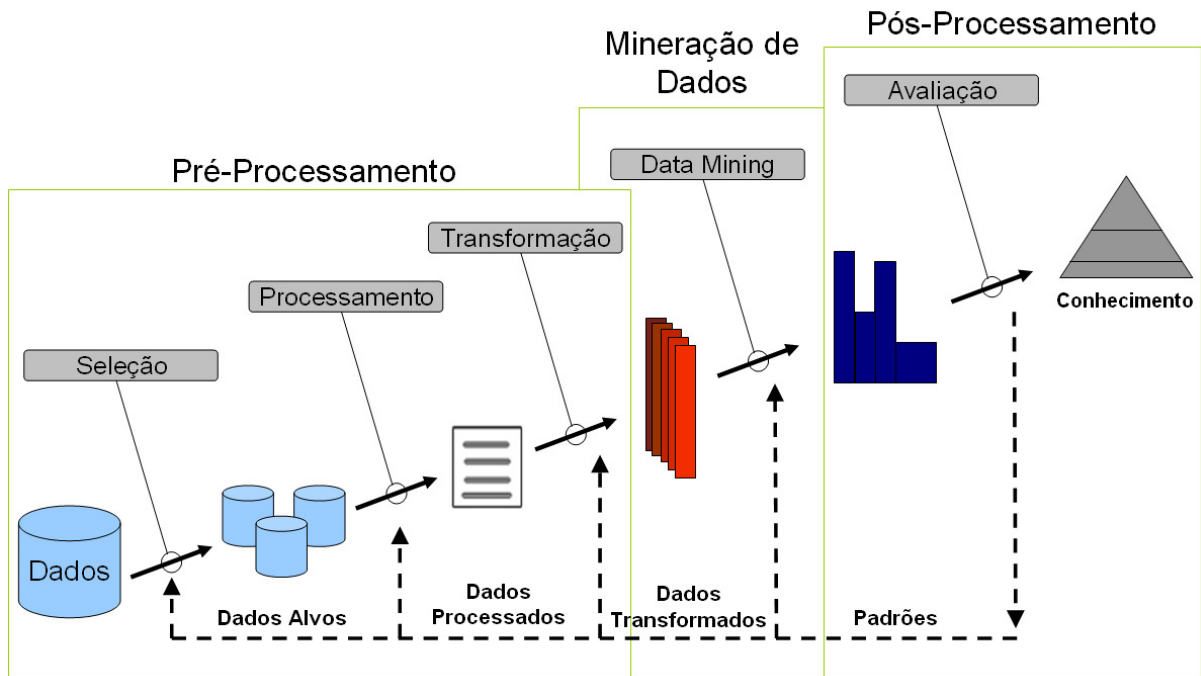 Pós-Processamento
Mineração de
Dados
Avaliação
Pré-Processamento
Data Mining
Transformação
Processamento
Conhecimento
Seleção
Dados
Dados Alvos
Dados
Processados
Dados
Transformados
Padrões